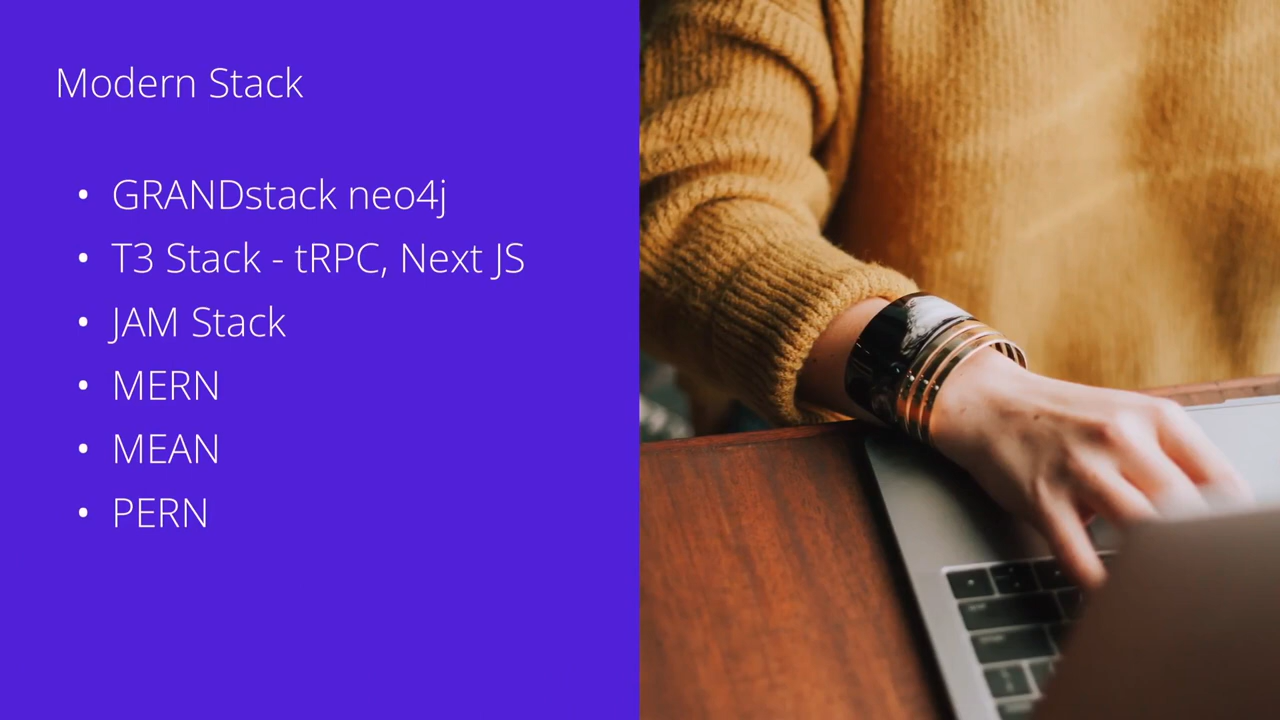 Modern Stack
• GRANDstack neo4j
• T3 Stack - tRPC, Next JS
• JAM Stack
• MERN
• MEAN
• PERN